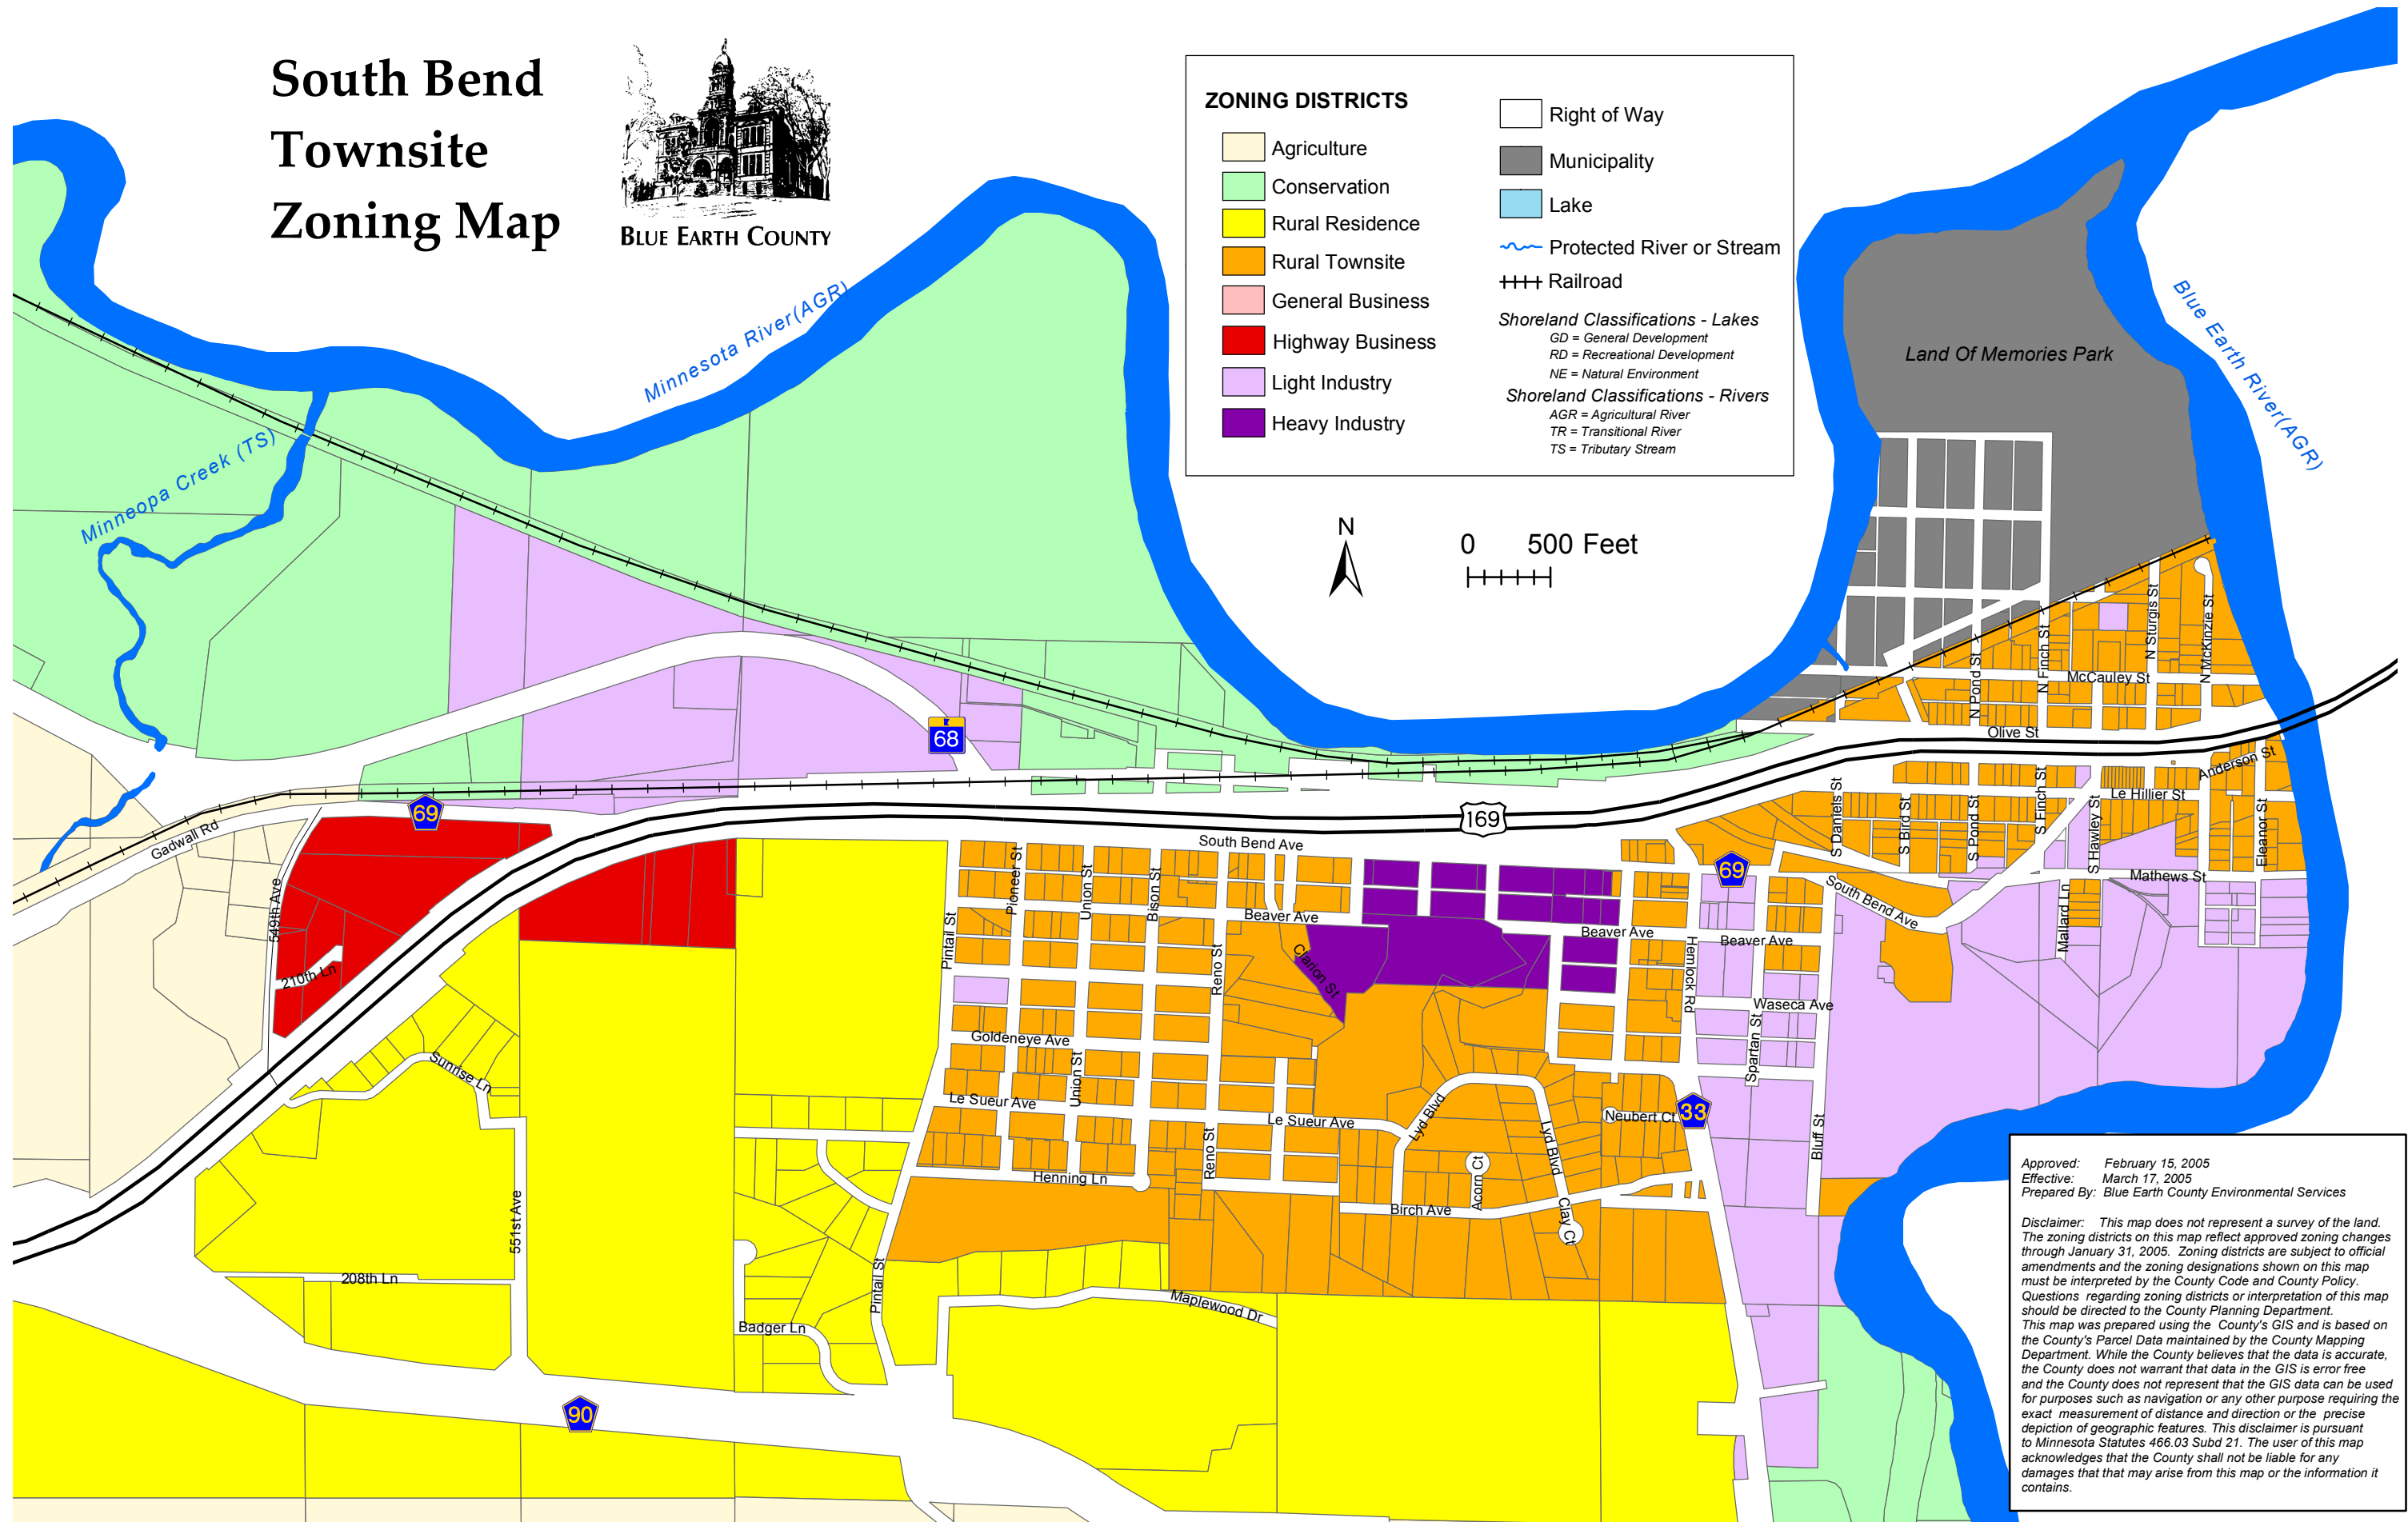 South Bend
Townsite
Zoning Map
BLUE EARTH COUNTY
ZONING DISTRICTS
Agriculture
Conservation
Rural Residence
Rural Townsite
General Business
Highway Business
Light Industry
Heavy Industry
Right of Way
Municipality
Lake
Protected River or Stream
Railroad
Shoreland Classifications - Lakes
GD = General Development
RD = Recreational Development
NE = Natural Environment
Shoreland Classifications - Rivers
AGR = Agricultural River
TR = Transitional River
TS = Tributary Stream
N
0 500 Feet
Minnesota River(AGR)
Minneopa Creek (TS)
Blue Earth River(AGR)
Land Of Memories Park
N Sturgis St
N McKinzie St
N Finch St
N Pond St
McCauley St
Olive St
Anderson St
Le Hillier St
68
69
169
69
Gadwall Rd
South Bend Ave
S Daniels St
S Bird St
S Pond St
S Finch St
S Hawley St
Eleanor St
Mathews St
Mallard Ln
South Bend Ave
549th Ave
210th Ln
Pintail St
Pioneer St
Union St
Bison St
Reno St
Beaver Ave
Clarion St
Beaver Ave
Beaver Ave
Hemlock Rd
Waseca Ave
Spartan St
Goldeneye Ave
Union St
Sunrise Ln
Le Sueur Ave
Le Sueur Ave
Reno St
Lyd Blvd
Lyd Blvd
Neubert Ct
33
Bluff St
Henning Ln
Acorn Ct
Birch Ave
Clay Ct
551st Ave
208th Ln
Pintail St
Badger Ln
Maplewood Dr
90
Approved: February 15, 2005
Effective: March 17, 2005
Prepared By: Blue Earth County Environmental Services
Disclaimer: This map does not represent a survey of the land.
The zoning districts on this map reflect approved zoning changes
through January 31, 2005. Zoning districts are subject to official
amendments and the zoning designations shown on this map
must be interpreted by the County Code and County Policy.
Questions regarding zoning districts or interpretation of this map
should be directed to the County Planning Department.
This map was prepared using the County's GIS and is based on
the County's Parcel Data maintained by the County Mapping
Department. While the County believes that the data is accurate,
the County does not warrant that data in the GIS is error free
and the County does not represent that the GIS data can be used
for purposes such as navigation or any other purpose requiring the
exact measurement of distance and direction or the precise
depiction of geographic features. This disclaimer is pursuant
to Minnesota Statutes 466.03 Subd 21. The user of this map
acknowledges that the County shall not be liable for any
damages that that may arise from this map or the information it
contains.